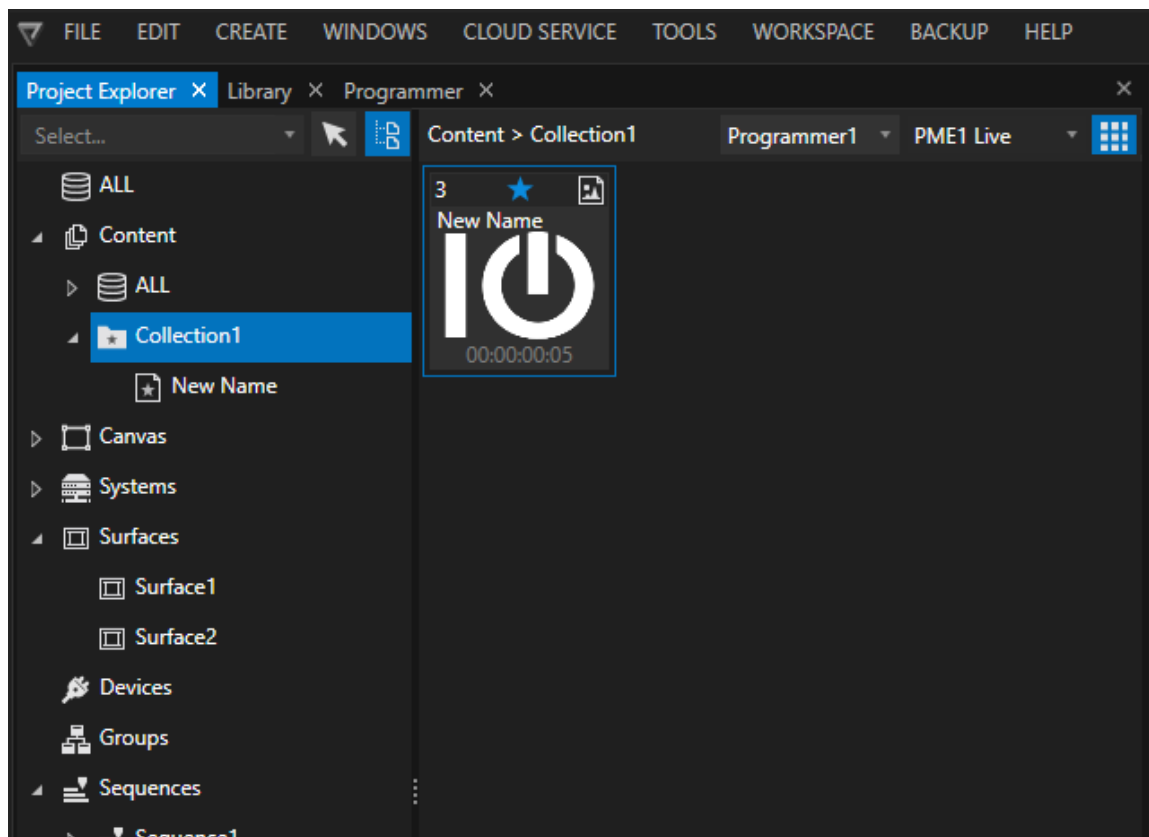 FILE EDIT CREATE WINDOWS CLOUD SERVICE TOOLS WORKSPACE BACKUP HELP
Project Explorer Library Programmer
Select...
Content > Collection1 Programmer1 PME1 Live
ALL
Content
ALL
Collection1
New Name
Canvas
Systems
Surfaces
Surface1
Surface2
Devices
Groups
Sequences
Sequence1
3
New Name
00:00:00:05